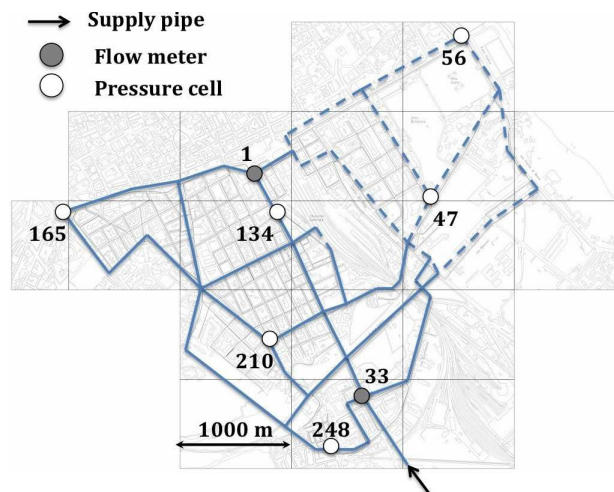 Supply pipe
Flow meter
Pressure cell
56
1
47
165
134
210
33
1000 m
248